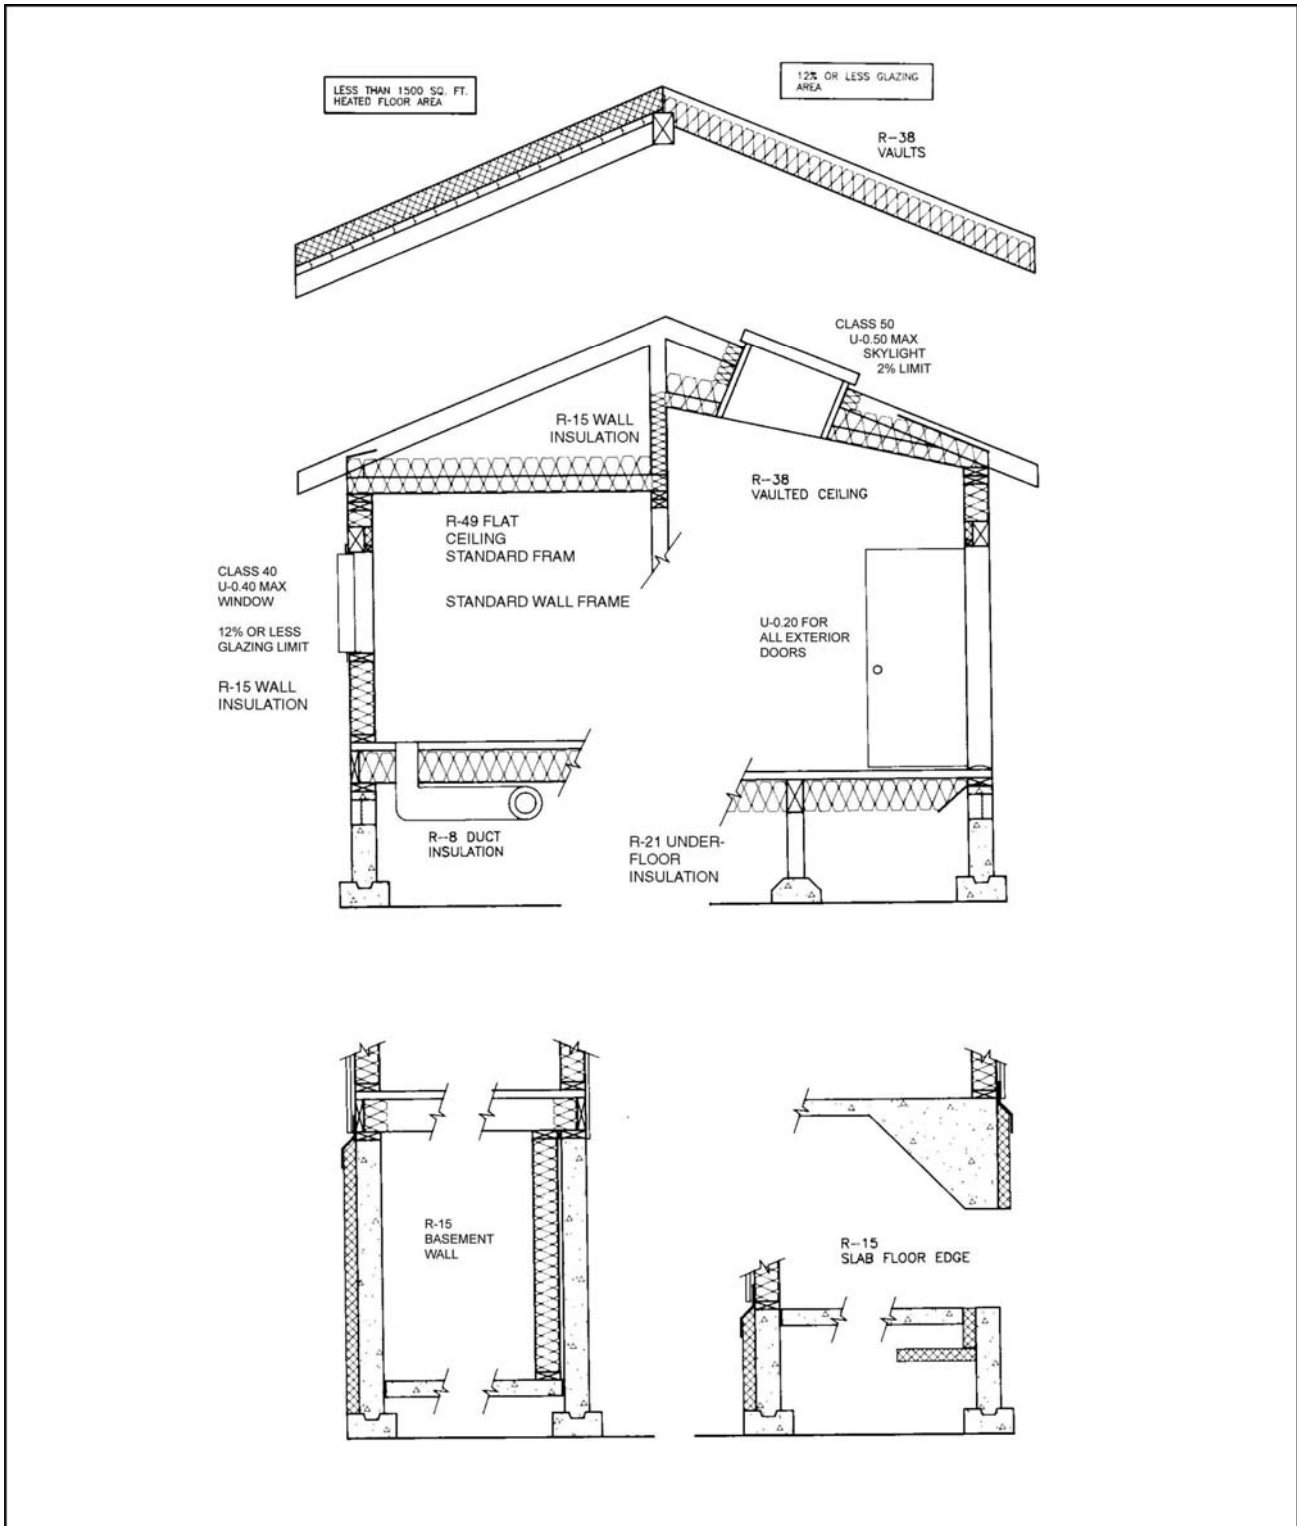 LESS THAN 1500 SQ. FT.
HEATED FLOOR AREA
12% OR LESS GLAZING
AREA
R-38
VAULTS
CLASS 50
U-0.50 MAX
SKYLIGHT
2% LIMIT
R-15 WALL
INSULATION
R-38
VAULTED CEILING
R-49 FLAT
CEILING
STANDARD FRAM
STANDARD WALL FRAME
CLASS 40
U-0.40 MAX
WINDOW
12% OR LESS
GLAZING LIMIT
R-15 WALL
INSULATION
U-0.20 FOR
ALL EXTERIOR
DOORS
R-8 DUCT
INSULATION
R-21 UNDER-
FLOOR
INSULATION
R-15
BASEMENT
WALL
R-15
SLAB FLOOR EDGE